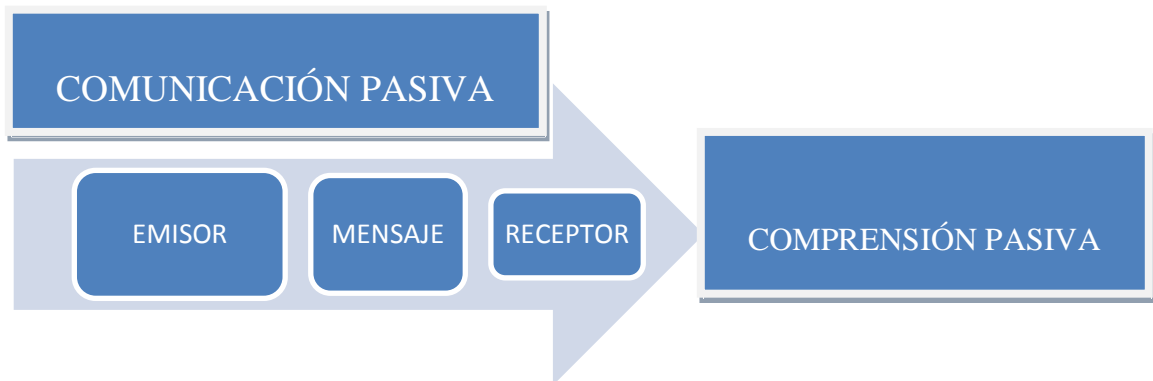 COMUNICACIÓN PASIVA
EMISOR
MENSAJE
RECEPTOR
COMPRENSIÓN PASIVA